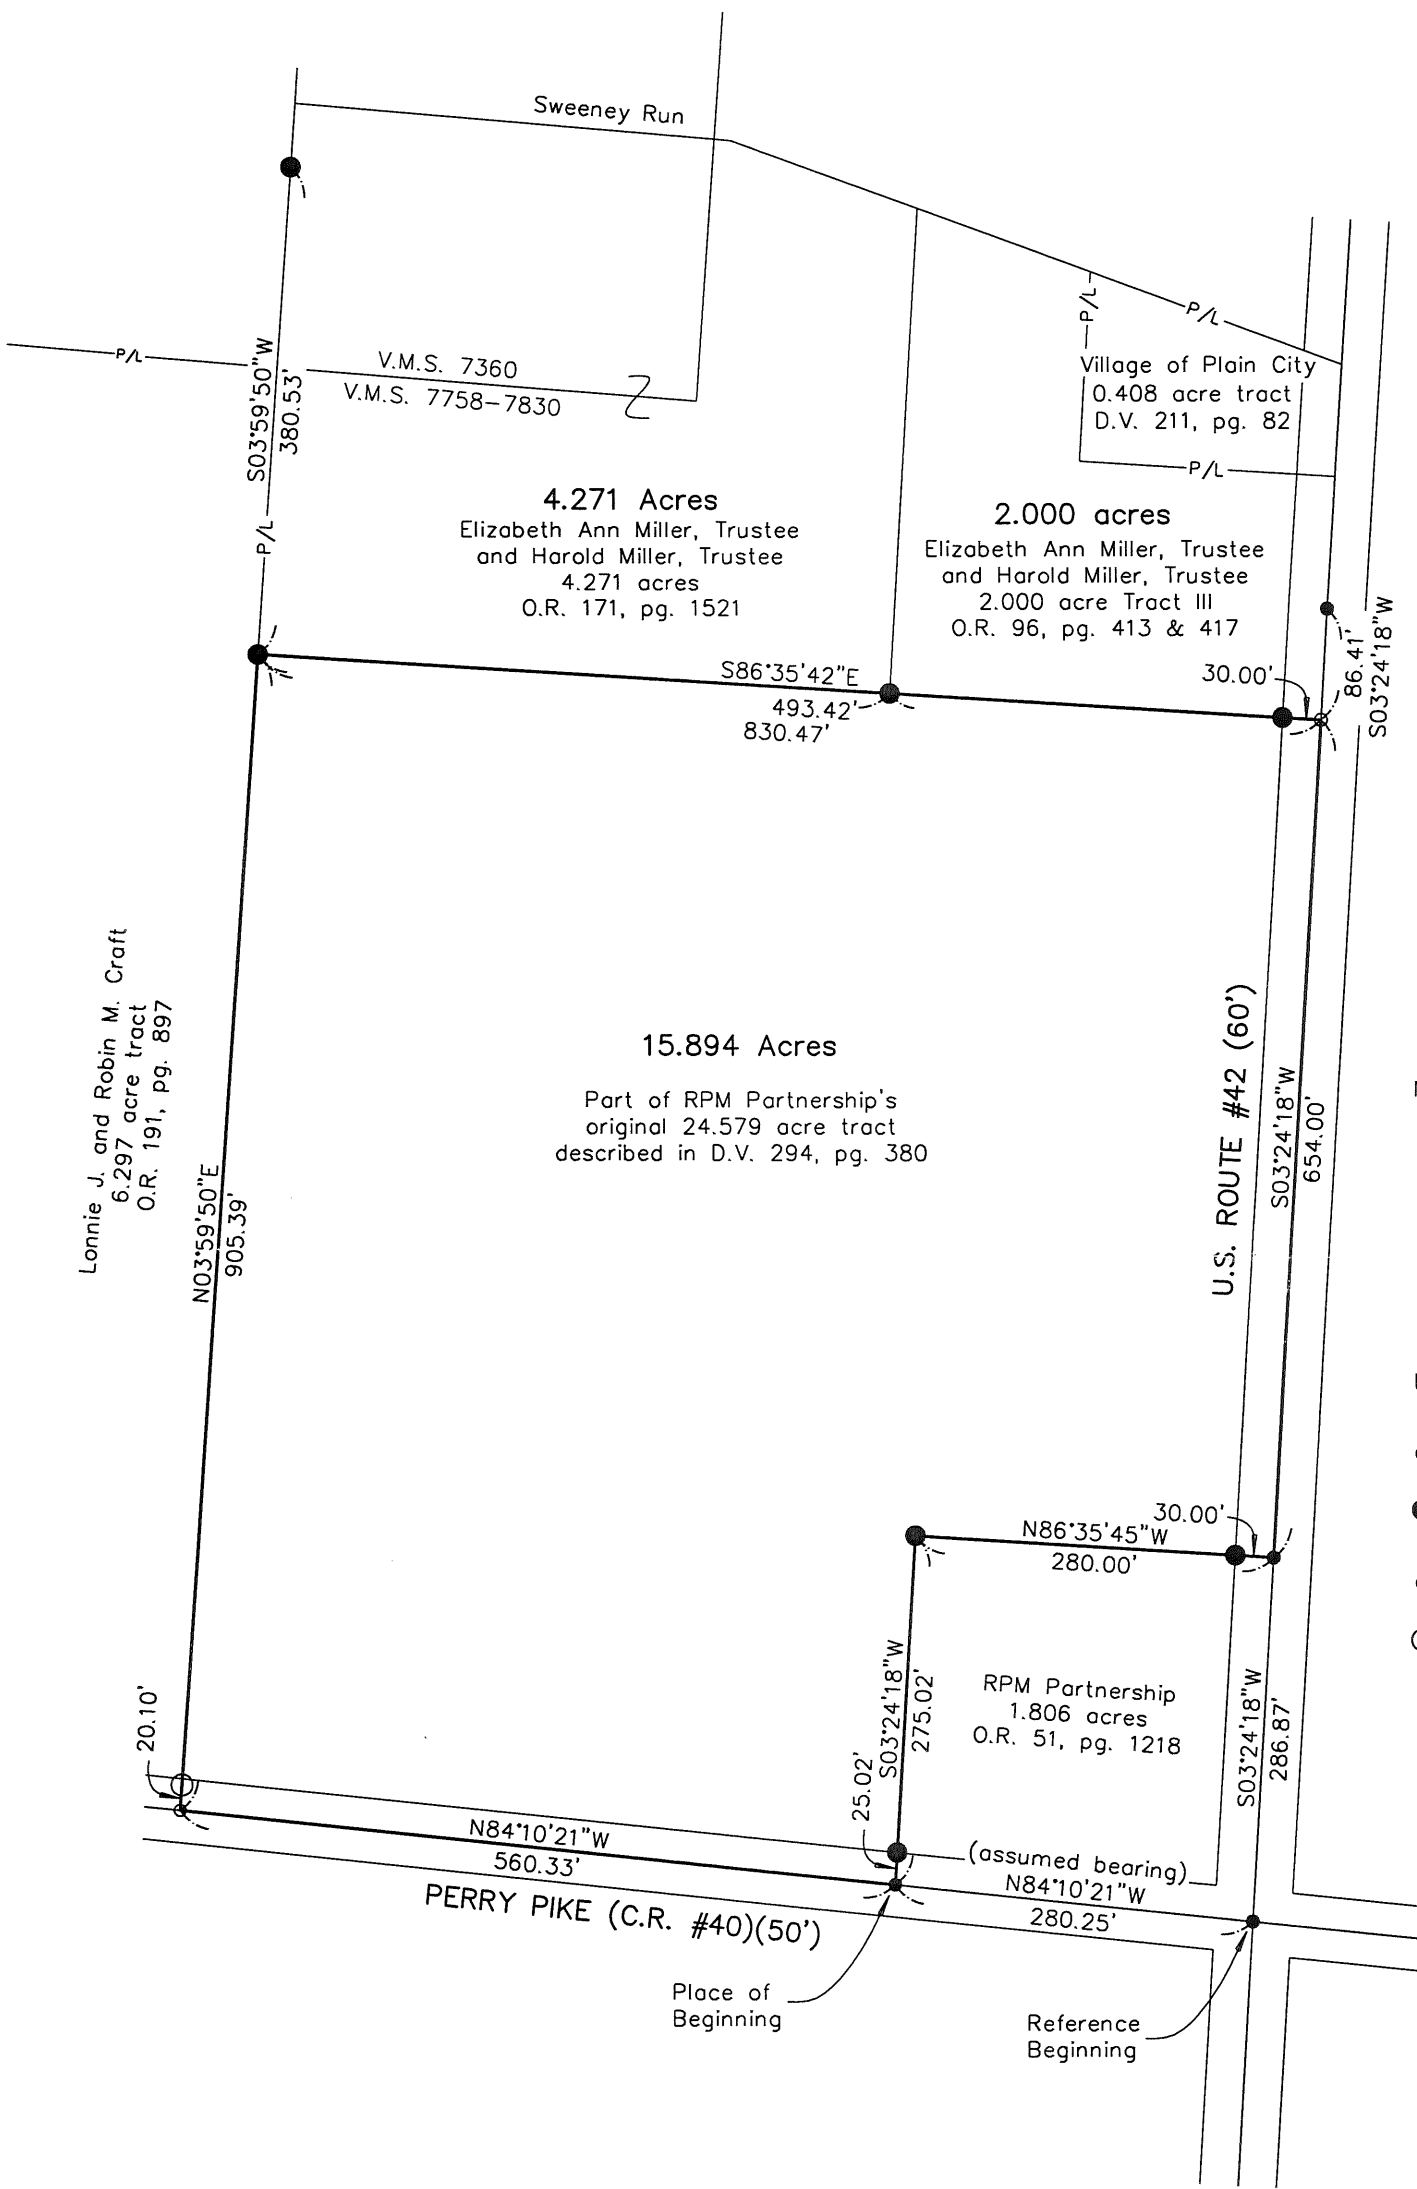 Sweeney Run
P/L
V.M.S. 7360
V.M.S. 7758-7830
S03°59'50"W
380.53'
P/L
P/L
P/L
Village of Plain City
0.408 acre tract
D.V. 211, pg. 82
P/L
4.271 Acres
Elizabeth Ann Miller, Trustee
and Harold Miller, Trustee
4.271 acres
O.R. 171, pg. 1521
2.000 acres
Elizabeth Ann Miller, Trustee
and Harold Miller, Trustee
2.000 acre Tract III
O.R. 96, pg. 413 & 417
86.41'
S03°24'18"W
30.00'
S86°35'42"E
493.42'
830.47'
Lonnie J. and Robin M. Craft
6.297 acre tract
O.R. 191, pg. 897
N03°59'50"E
905.39'
15.894 Acres
Part of RPM Partnership's
original 24.579 acre tract
described in D.V. 294, pg. 380
U.S. ROUTE #42 (60')
S03°24'18"W
654.00'
30.00'
N86°35'45"W
280.00'
S03°24'18"W
275.02'
25.02'
RPM Partnership
1.806 acres
O.R. 51, pg. 1218
S03°24'18"W
286.87'
20.10'
N84°10'21"W
560.33'
PERRY PIKE (C.R. #40)(50')
(assumed bearing)
N84°10'21"W
280.25'
Place of
Beginning
Reference
Beginning